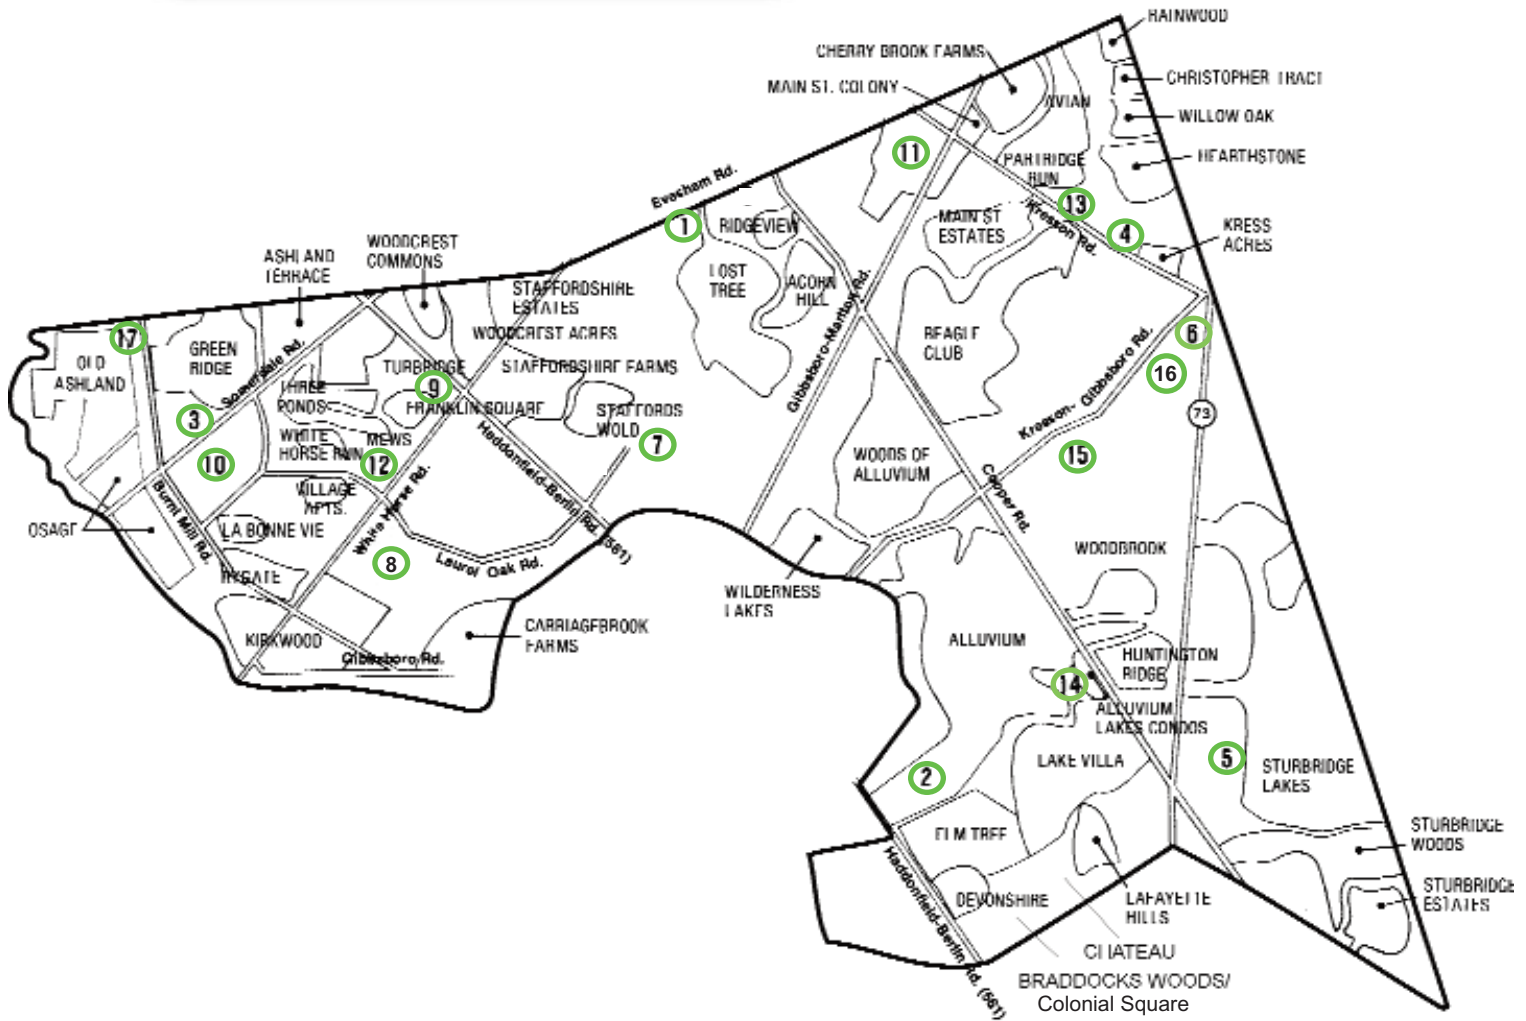 RAINWOOD
CHERRY BROOK FARMS
CHRISTOPHER TRACT
MAIN ST. COLONY
AVIAN
WILLOW OAK
11
PARTRIDGE
RUN
HEARTHSTONE
Evesham Rd.
13
1
RIDGEVIEW
MAIN ST
ESTATES
Kresson Rd.
4
KRESS
ACRES
WOODCREST
COMMONS
ASHLAND
TERRACE
LOST
TREE
ACORN
HILL
STAFFORDSHIRE
ESTATES
Gibbsboro-Marlton Rd.
17
WOODCREST ACRES
BEAGLE
CLUB
6
OLD
ASHLAND
GREEN
RIDGE
Somerdale Rd.
TURBRIDGE
STAFFORDSHIRE FARMS
Kresson-Gibbsboro Rd.
16
THREE
PONDS
9
FRANKLIN SQUARE
STAFFORDS
WOLD
73
3
WHITE
HORSE RUN
MEWS
7
10
12
Haddonfield-Berlin Rd. (561)
WOODS OF
ALLUVIUM
15
Cooper Rd.
VILLAGE
APTS.
White Horse Rd.
OSAGE
Burnt Mill Rd.
LA BONNE VIE
WOODBROOK
8
Laurel Oak Rd.
RYGATE
WILDERNESS
LAKES
KIRKWOOD
CARRIAGEBROOK
FARMS
ALLUVIUM
Gibbsboro Rd.
HUNTINGTON
RIDGE
14
ALLUVIUM
LAKES CONDOS
LAKE VILLA
5
STURBRIDGE
LAKES
2
ELM TREE
STURBRIDGE
WOODS
Haddonfield-Berlin Rd. (561)
DEVONSHIRE
LAFAYETTE
HILLS
STURBRIDGE
ESTATES
CHATEAU
BRADDOCKS WOODS/
Colonial Square